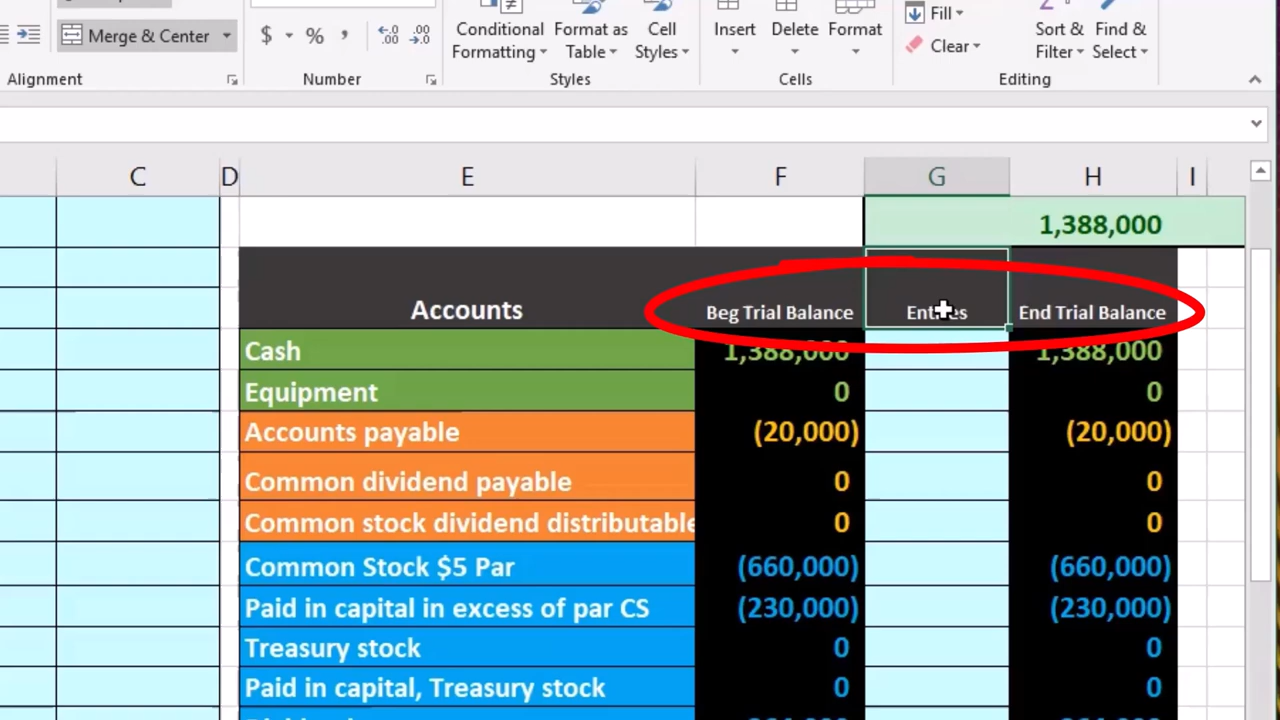 Merge & Center
$ % ,
Conditional Formatting
Format as Table
Cell Styles
Insert
Delete
Format
Fill
Clear
Sort & Filter
Find & Select
Alignment
Number
Styles
Cells
Editing
C D E F G H I
1,388,000
Accounts Beg Trial Balance Entries End Trial Balance
Cash 1,388,000 1,388,000
Equipment 0 0
Accounts payable (20,000) (20,000)
Common dividend payable 0 0
Common stock dividend distributable 0 0
Common Stock $5 Par (660,000) (660,000)
Paid in capital in excess of par CS (230,000) (230,000)
Treasury stock 0 0
Paid in capital, Treasury stock 0 0